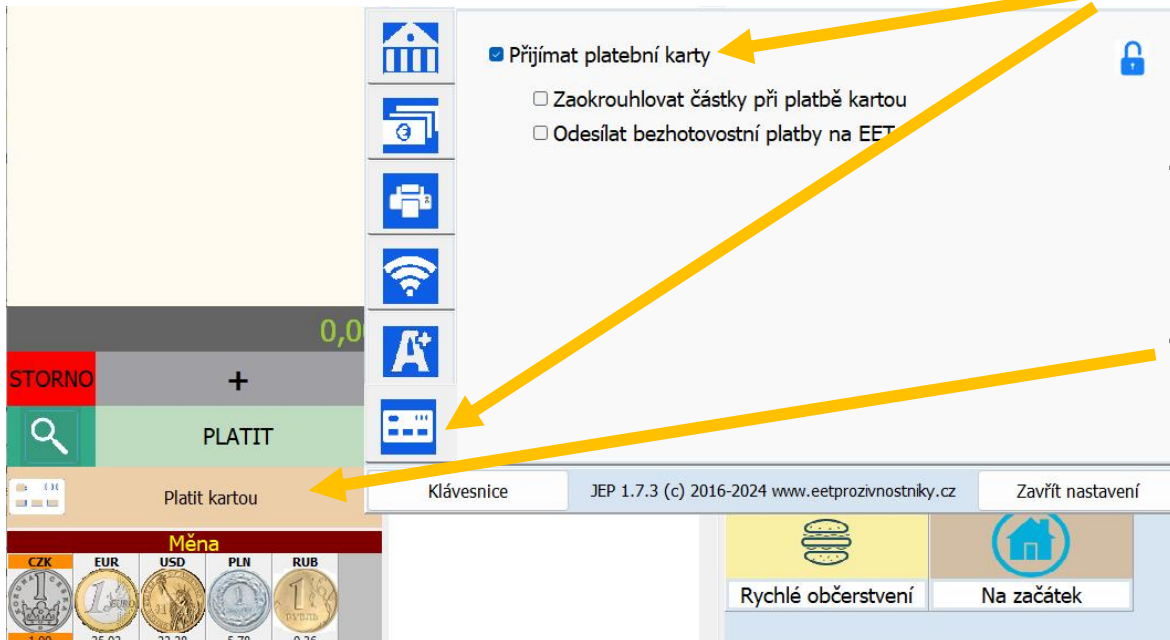 Přijímat platební karty
Zaokrouhlovat částky při platbě kartou
Odesílat bezhotovostní platby na EET
0,0
STORNO
+
PLATIT
Platit kartou
Klávesnice
JEP 1.7.3 (c) 2016-2024 www.eetprozivnostniky.cz
Zavřít nastavení
Měna
CZK EUR USD PLN RUB
Rychlé občerstvení
Na začátek